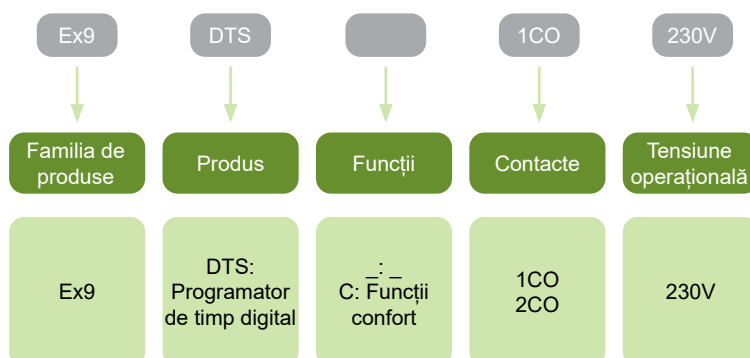 Ex9 DTS 1CO 230V
Familia de produse
Produs
Funcții
Contacte
Tensiune operațională
Ex9
DTS:
Programator
de timp digital
_: _
C: Funcții
confort
1CO
2CO
230V